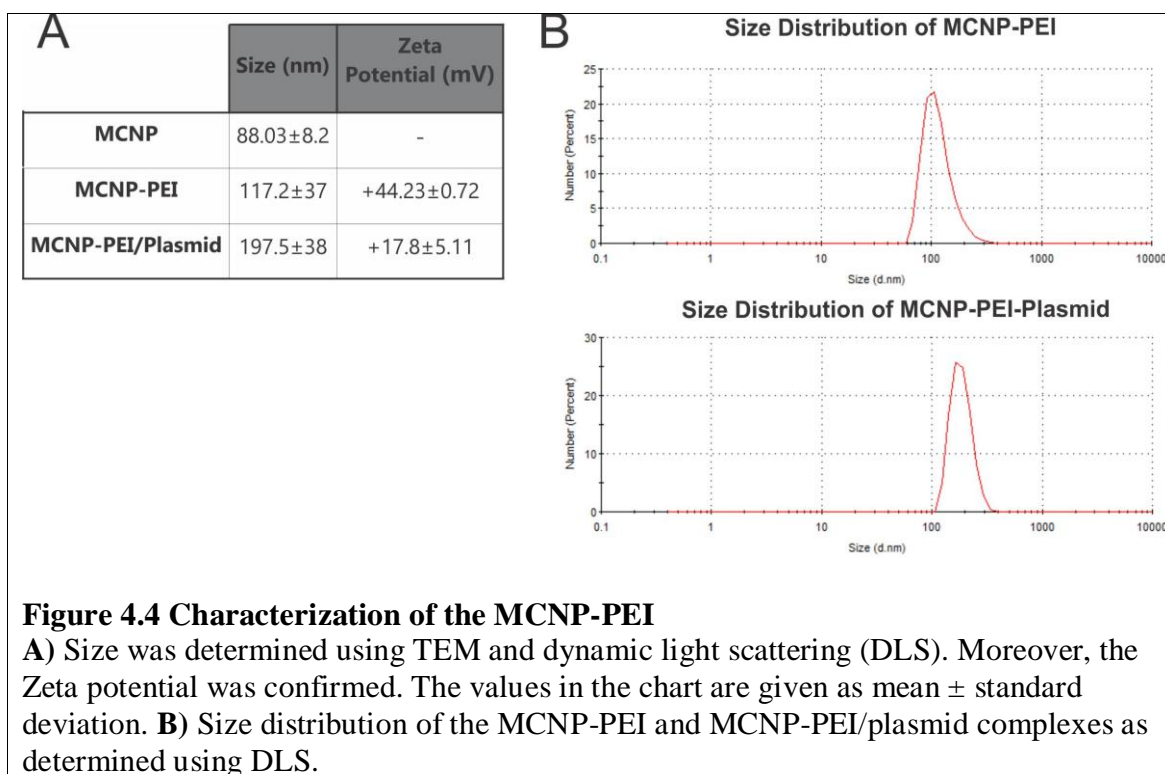 A
Size (nm)
Zeta
Potential (mV)
MCNP
88.03±8.2
-
MCNP-PEI
117.2±37
+44.23±0.72
MCNP-PEI/Plasmid
197.5±38
+17.8±5.11
B
Size Distribution of MCNP-PEI
Number (Percent)
25
20
15
10
5
0
0.1
1
10
100
1000
10000
Size (d.nm)
Size Distribution of MCNP-PEI-Plasmid
Number (Percent)
30
20
10
0
0.1
1
10
100
1000
10000
Size (d.nm)
Figure 4.4 Characterization of the MCNP-PEI
A) Size was determined using TEM and dynamic light scattering (DLS). Moreover, the
Zeta potential was confirmed. The values in the chart are given as mean ± standard
deviation. B) Size distribution of the MCNP-PEI and MCNP-PEI/plasmid complexes as
determined using DLS.